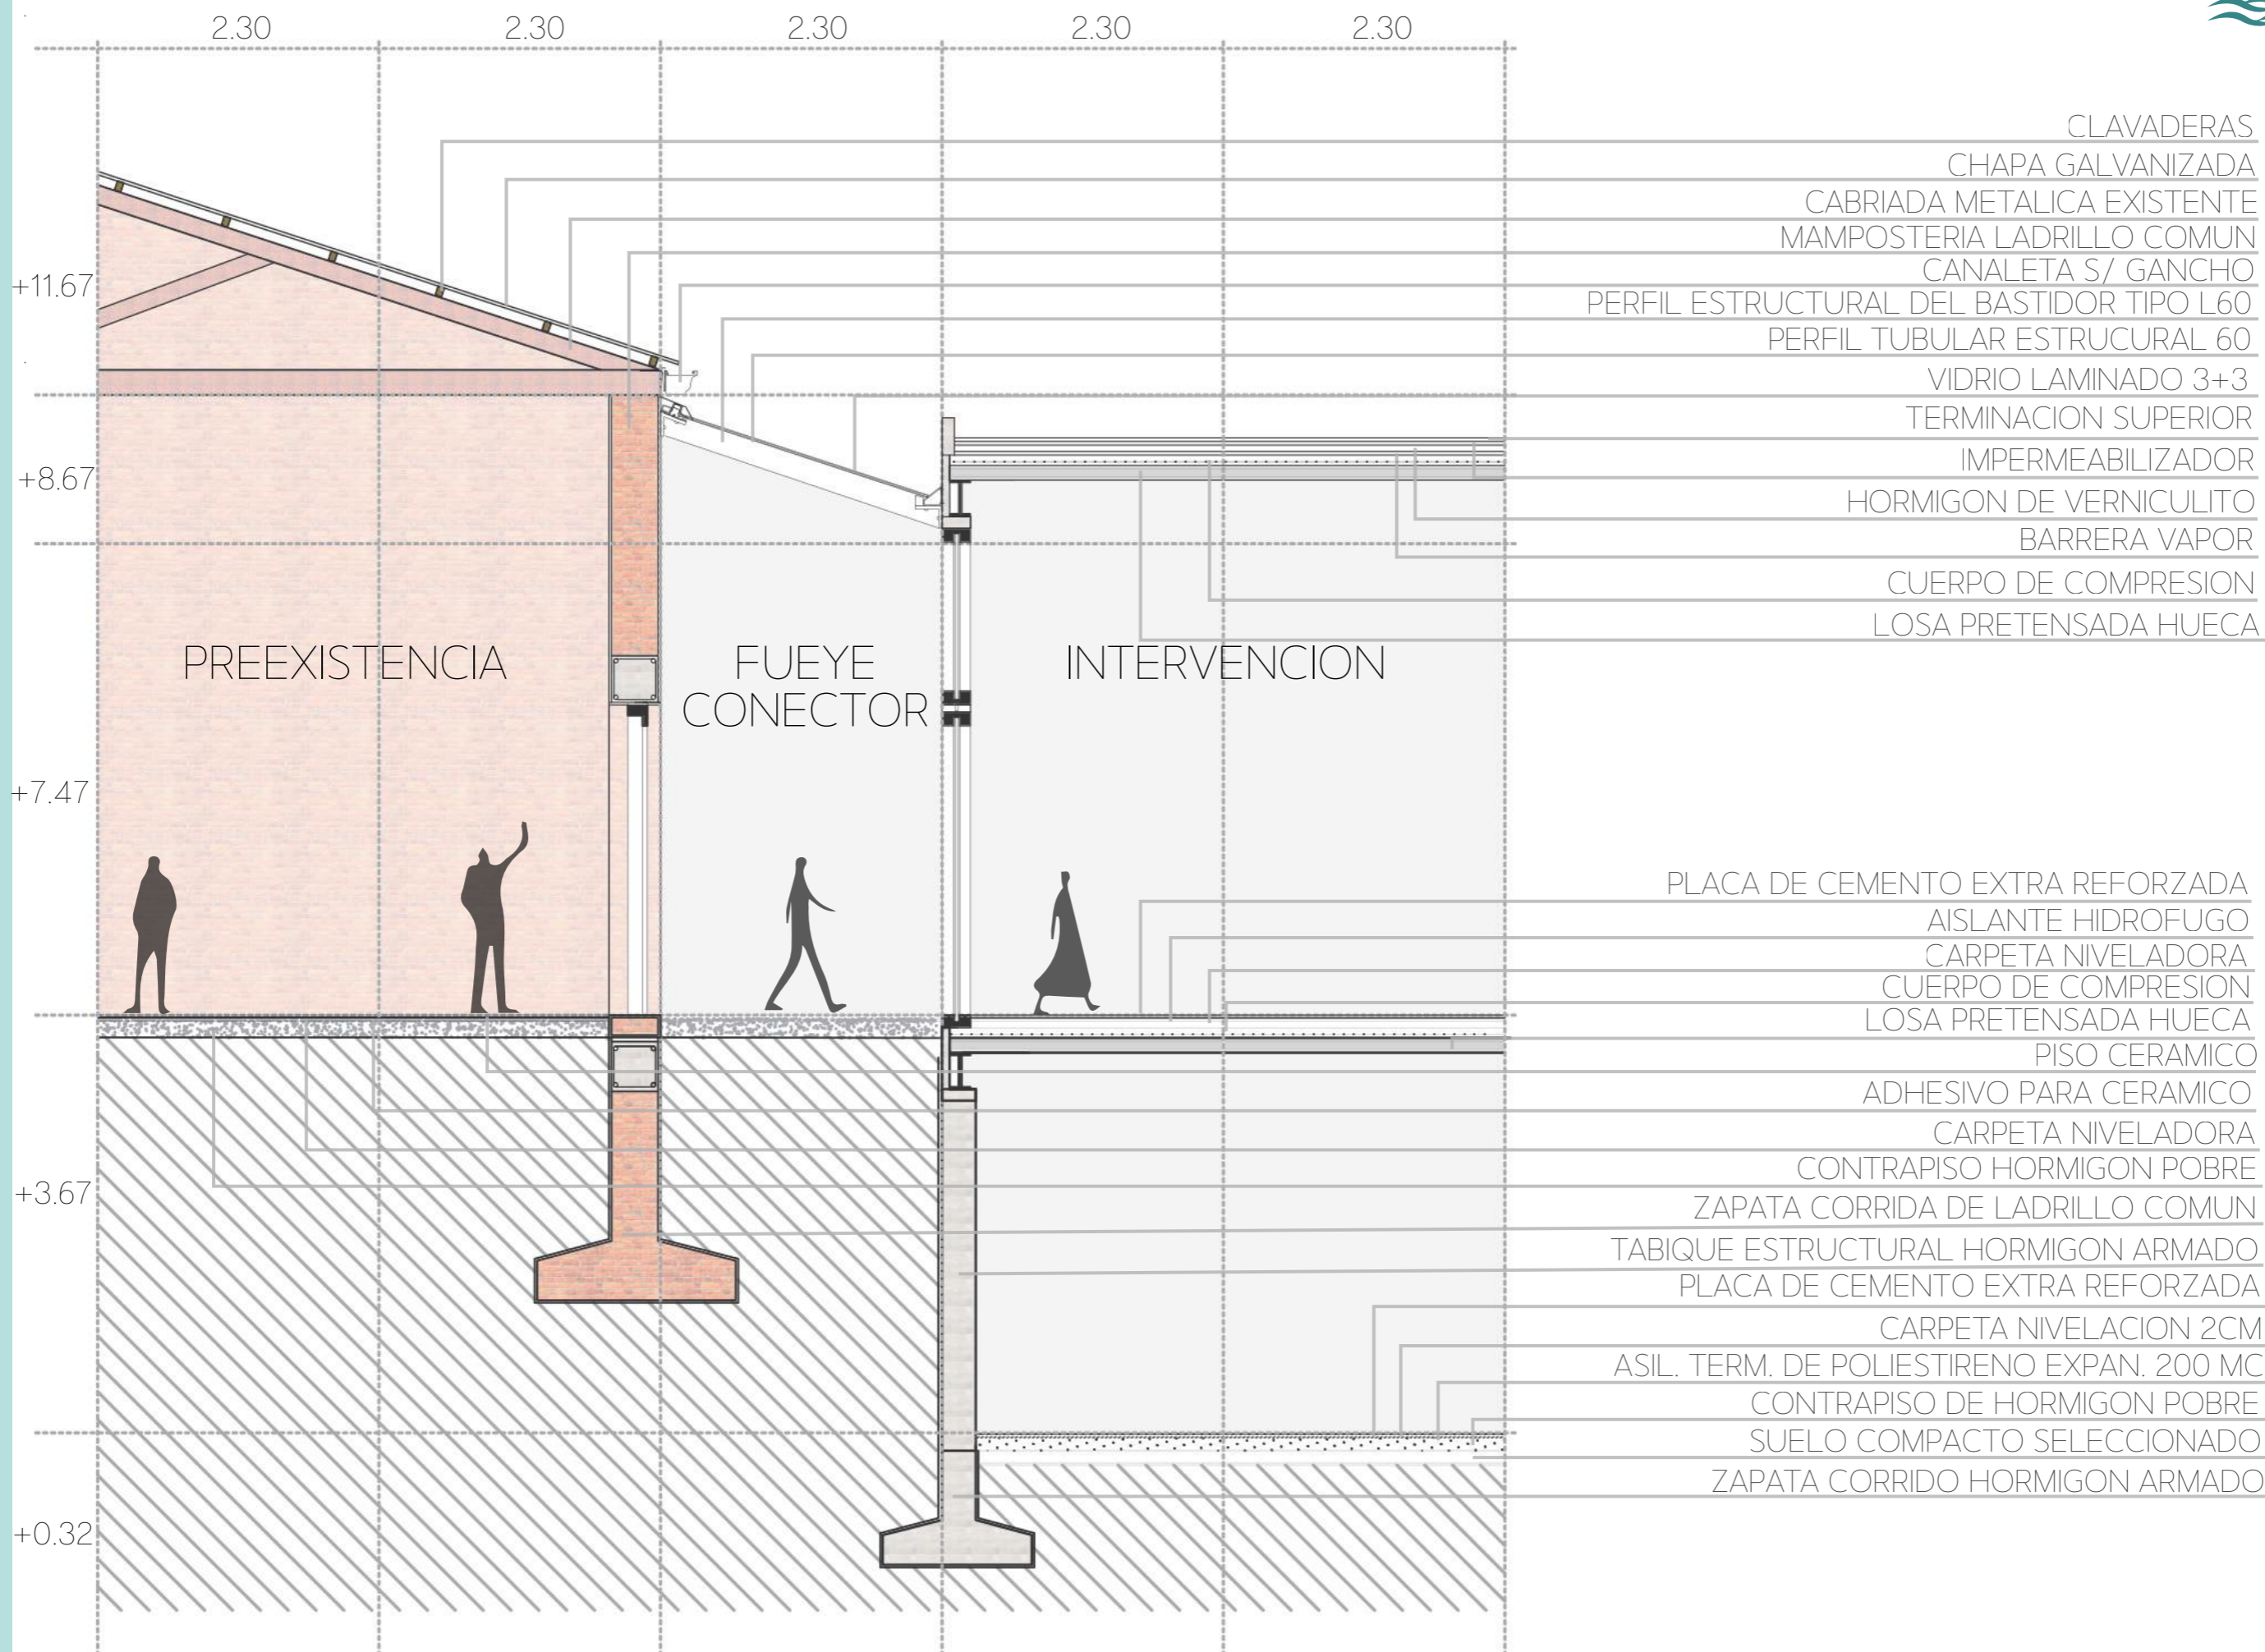 2.30 2.30 2.30 2.30 2.30
CLAVADERAS
CHAPA GALVANIZADA
CABRIADA METALICA EXISTENTE
MAMPOSTERIA LADRILLO COMUN
CANALETA S/ GANCHO
+11.67
PERFIL ESTRUCTURAL DEL BASTIDOR TIPO L60
PERFIL TUBULAR ESTRUCURAL 60
VIDRIO LAMINADO 3+3
TERMINACION SUPERIOR
IMPERMEABILIZADOR
+8.67
HORMIGON DE VERNICULITO
BARRERA VAPOR
CUERPO DE COMPRESION
LOSA PRETENSADA HUECA
PREEXISTENCIA
FUEYE
CONECTOR
INTERVENCION
+7.47
PLACA DE CEMENTO EXTRA REFORZADA
AISLANTE HIDROFUGO
CARPETA NIVELADORA
CUERPO DE COMPRESION
LOSA PRETENSADA HUECA
PISO CERAMICO
ADHESIVO PARA CERAMICO
CARPETA NIVELADORA
CONTRAPISO HORMIGON POBRE
+3.67
ZAPATA CORRIDA DE LADRILLO COMUN
TABIQUE ESTRUCTURAL HORMIGON ARMADO
PLACA DE CEMENTO EXTRA REFORZADA
CARPETA NIVELACION 2CM
ASIL. TERM. DE POLIESTIRENO EXPAN. 200 MC
CONTRAPISO DE HORMIGON POBRE
SUELO COMPACTO SELECCIONADO
ZAPATA CORRIDO HORMIGON ARMADO
+0.32